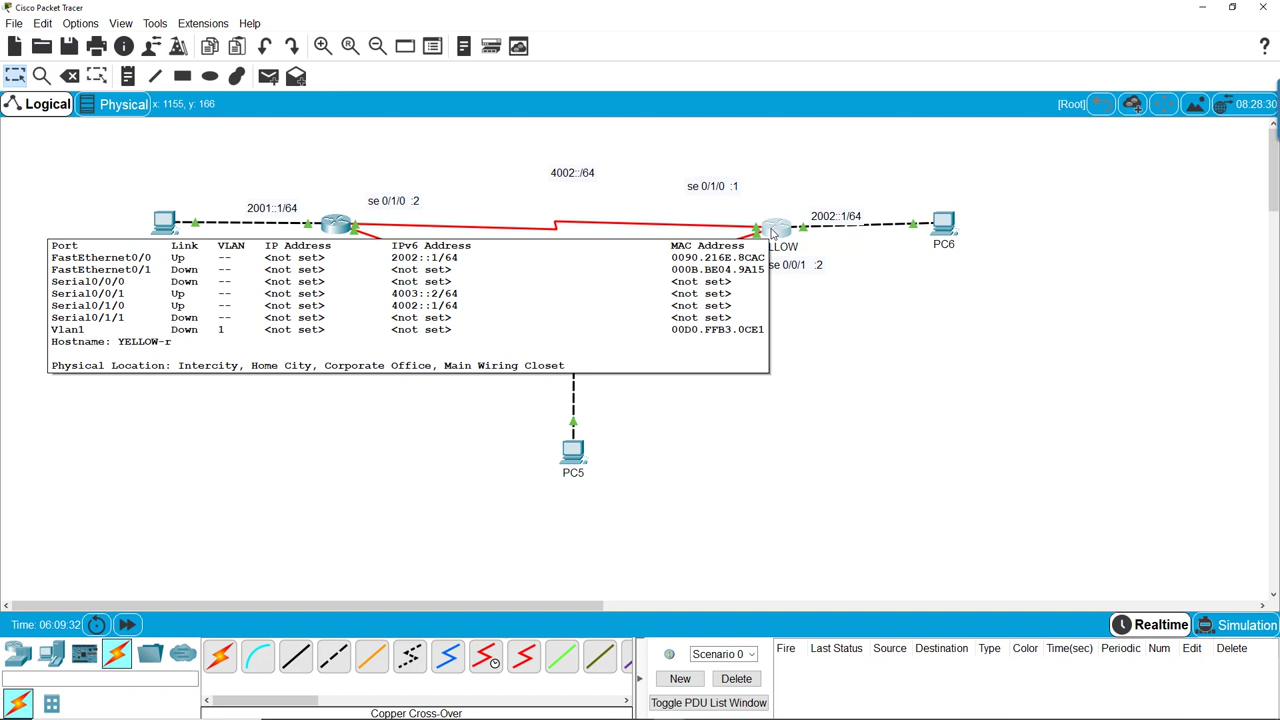 Cisco Packet Tracer
File Edit Options View Tools Extensions Help
Logical Physical x: 1155, y: 166 [Root] 08:28:30
4002::/64
se 0/1/0 :1
se 0/1/0 :2
2001::1/64
2002::1/64
PC6
LLOW
se 0/0/1 :2
Port Link VLAN IP Address IPv6 Address MAC Address
FastEthernet0/0 Up -- <not set> 2002::1/64 0090.216E.8CAC
FastEthernet0/1 Down -- <not set> <not set> 000B.BE04.9A15
Serial0/0/0 Down -- <not set> <not set> <not set>
Serial0/0/1 Up -- <not set> 4003::2/64 <not set>
Serial0/1/0 Up -- <not set> 4002::1/64 <not set>
Serial0/1/1 Down -- <not set> <not set> <not set>
Vlan1 Down 1 <not set> <not set> 00D0.FFB3.0CE1
Hostname: YELLOW-r
Physical Location: Intercity, Home City, Corporate Office, Main Wiring Closet
PC5
Time: 06:09:32 Realtime Simulation
Scenario 0
Fire Last Status Source Destination Type Color Time(sec) Periodic Num Edit Delete
New Delete
Toggle PDU List Window
Copper Cross-Over